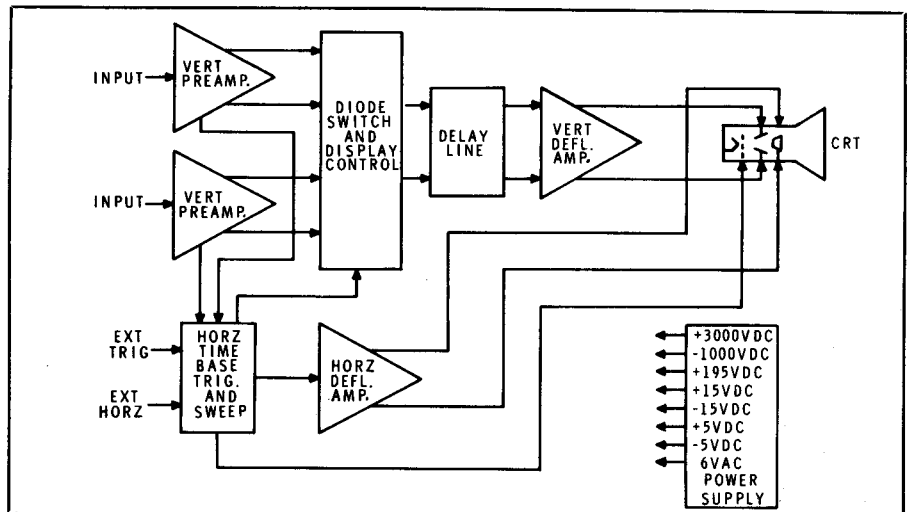 INPUT
VERT
PREAMP.
INPUT
VERT
PREAMP.
DIODE
SWITCH
AND
DISPLAY
CONTROL
DELAY
LINE
VERT
DEFL.
AMP.
CRT
EXT
TRIG
EXT
HORZ
HORZ
TIME
BASE
TRIG.
AND
SWEEP
HORZ
DEFL.
AMP.
+3000VDC
-1000VDC
+195VDC
+15VDC
-15VDC
+5VDC
-5VDC
6VAC
POWER
SUPPLY